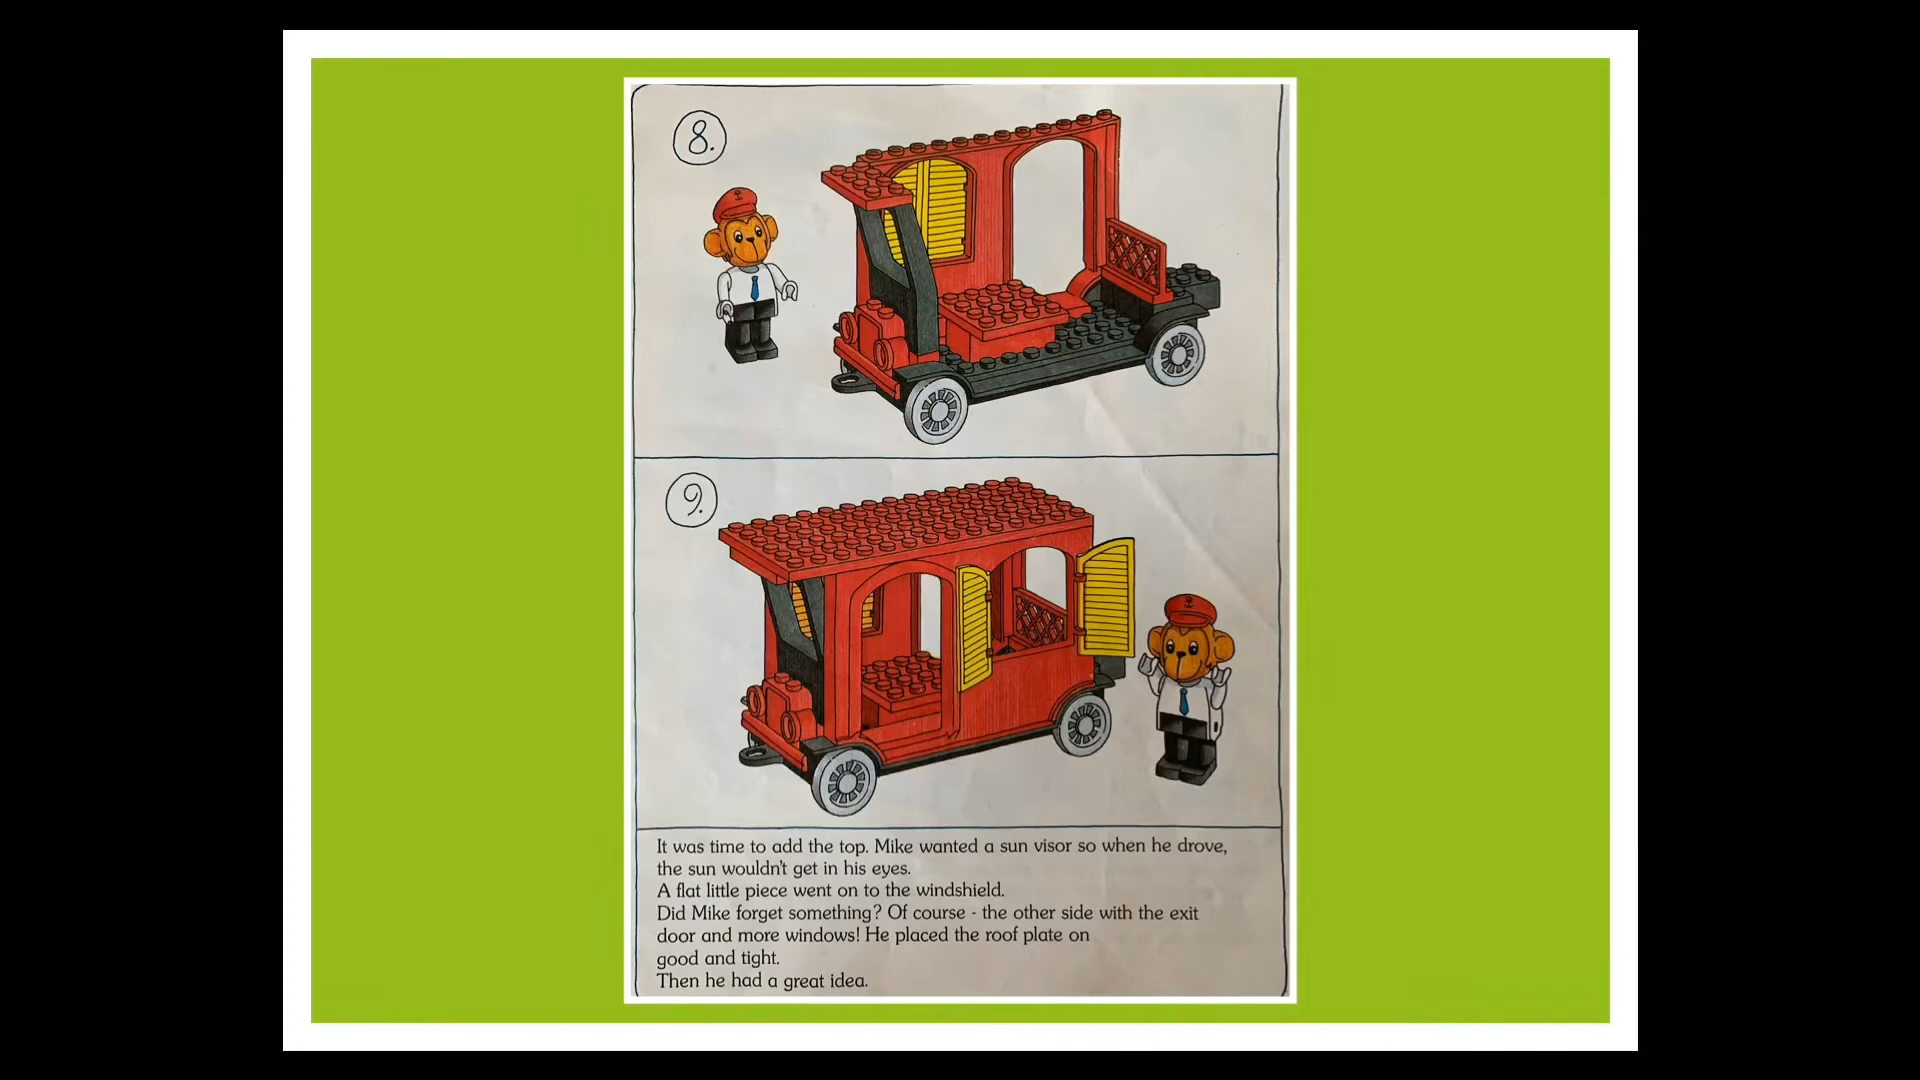 8.
9.
It was time to add the top. Mike wanted a sun visor so when he drove,
the sun wouldn't get in his eyes.
A flat little piece went on to the windshield.
Did Mike forget something? Of course - the other side with the exit
door and more windows! He placed the roof plate on
good and tight.
Then he had a great idea.